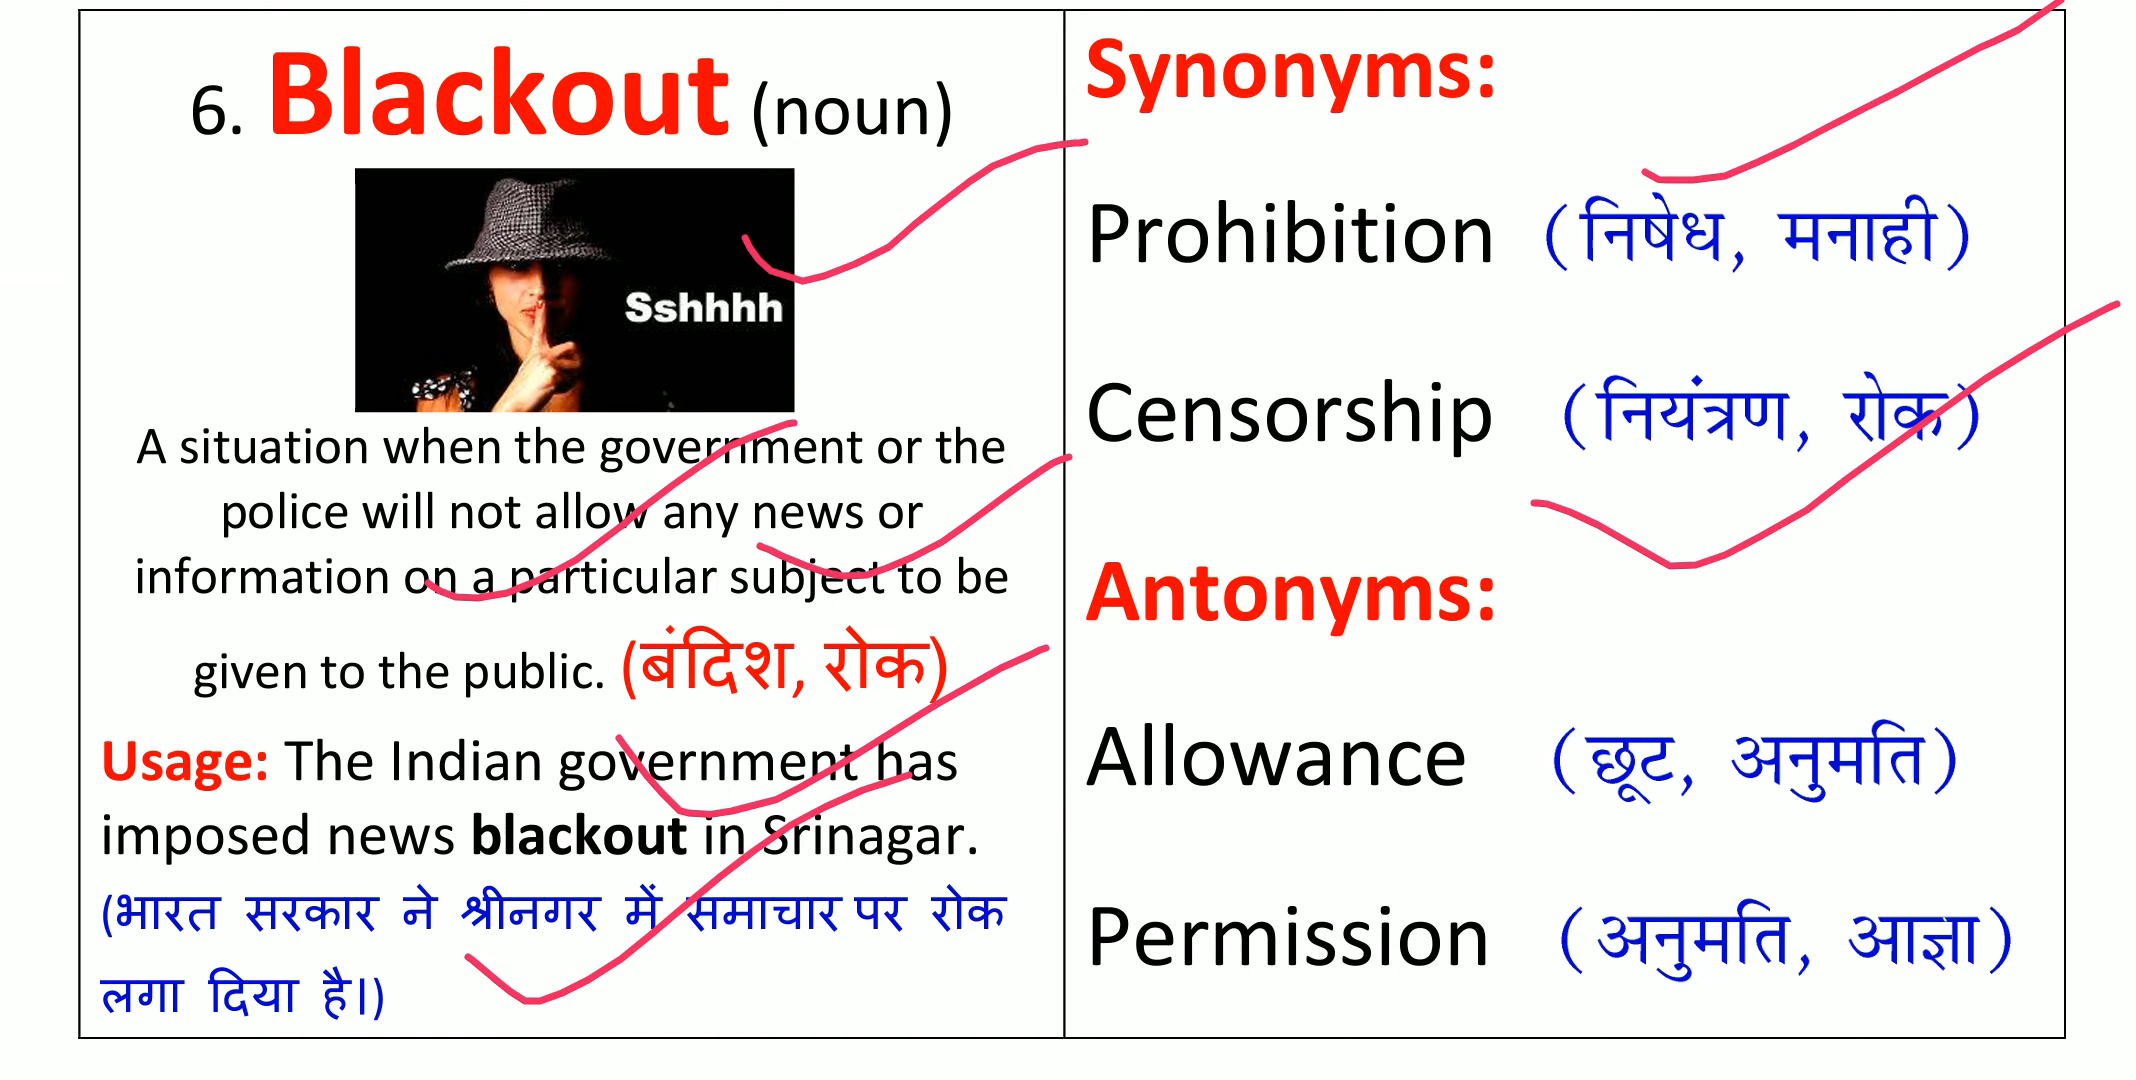 6. Blackout (noun)
Sshhhh
A situation when the government or the
police will not allow any news or
information on a particular subject to be
given to the public. (बंदिश, रोक)
Usage: The Indian government has
imposed news blackout in Srinagar.
(भारत सरकार ने श्रीनगर में समाचार पर रोक
लगा दिया है।)
Synonyms:
Prohibition (निषेध, मनाही)
Censorship (नियंत्रण, रोक)
Antonyms:
Allowance (छूट, अनुमति)
Permission (अनुमति, आज्ञा)